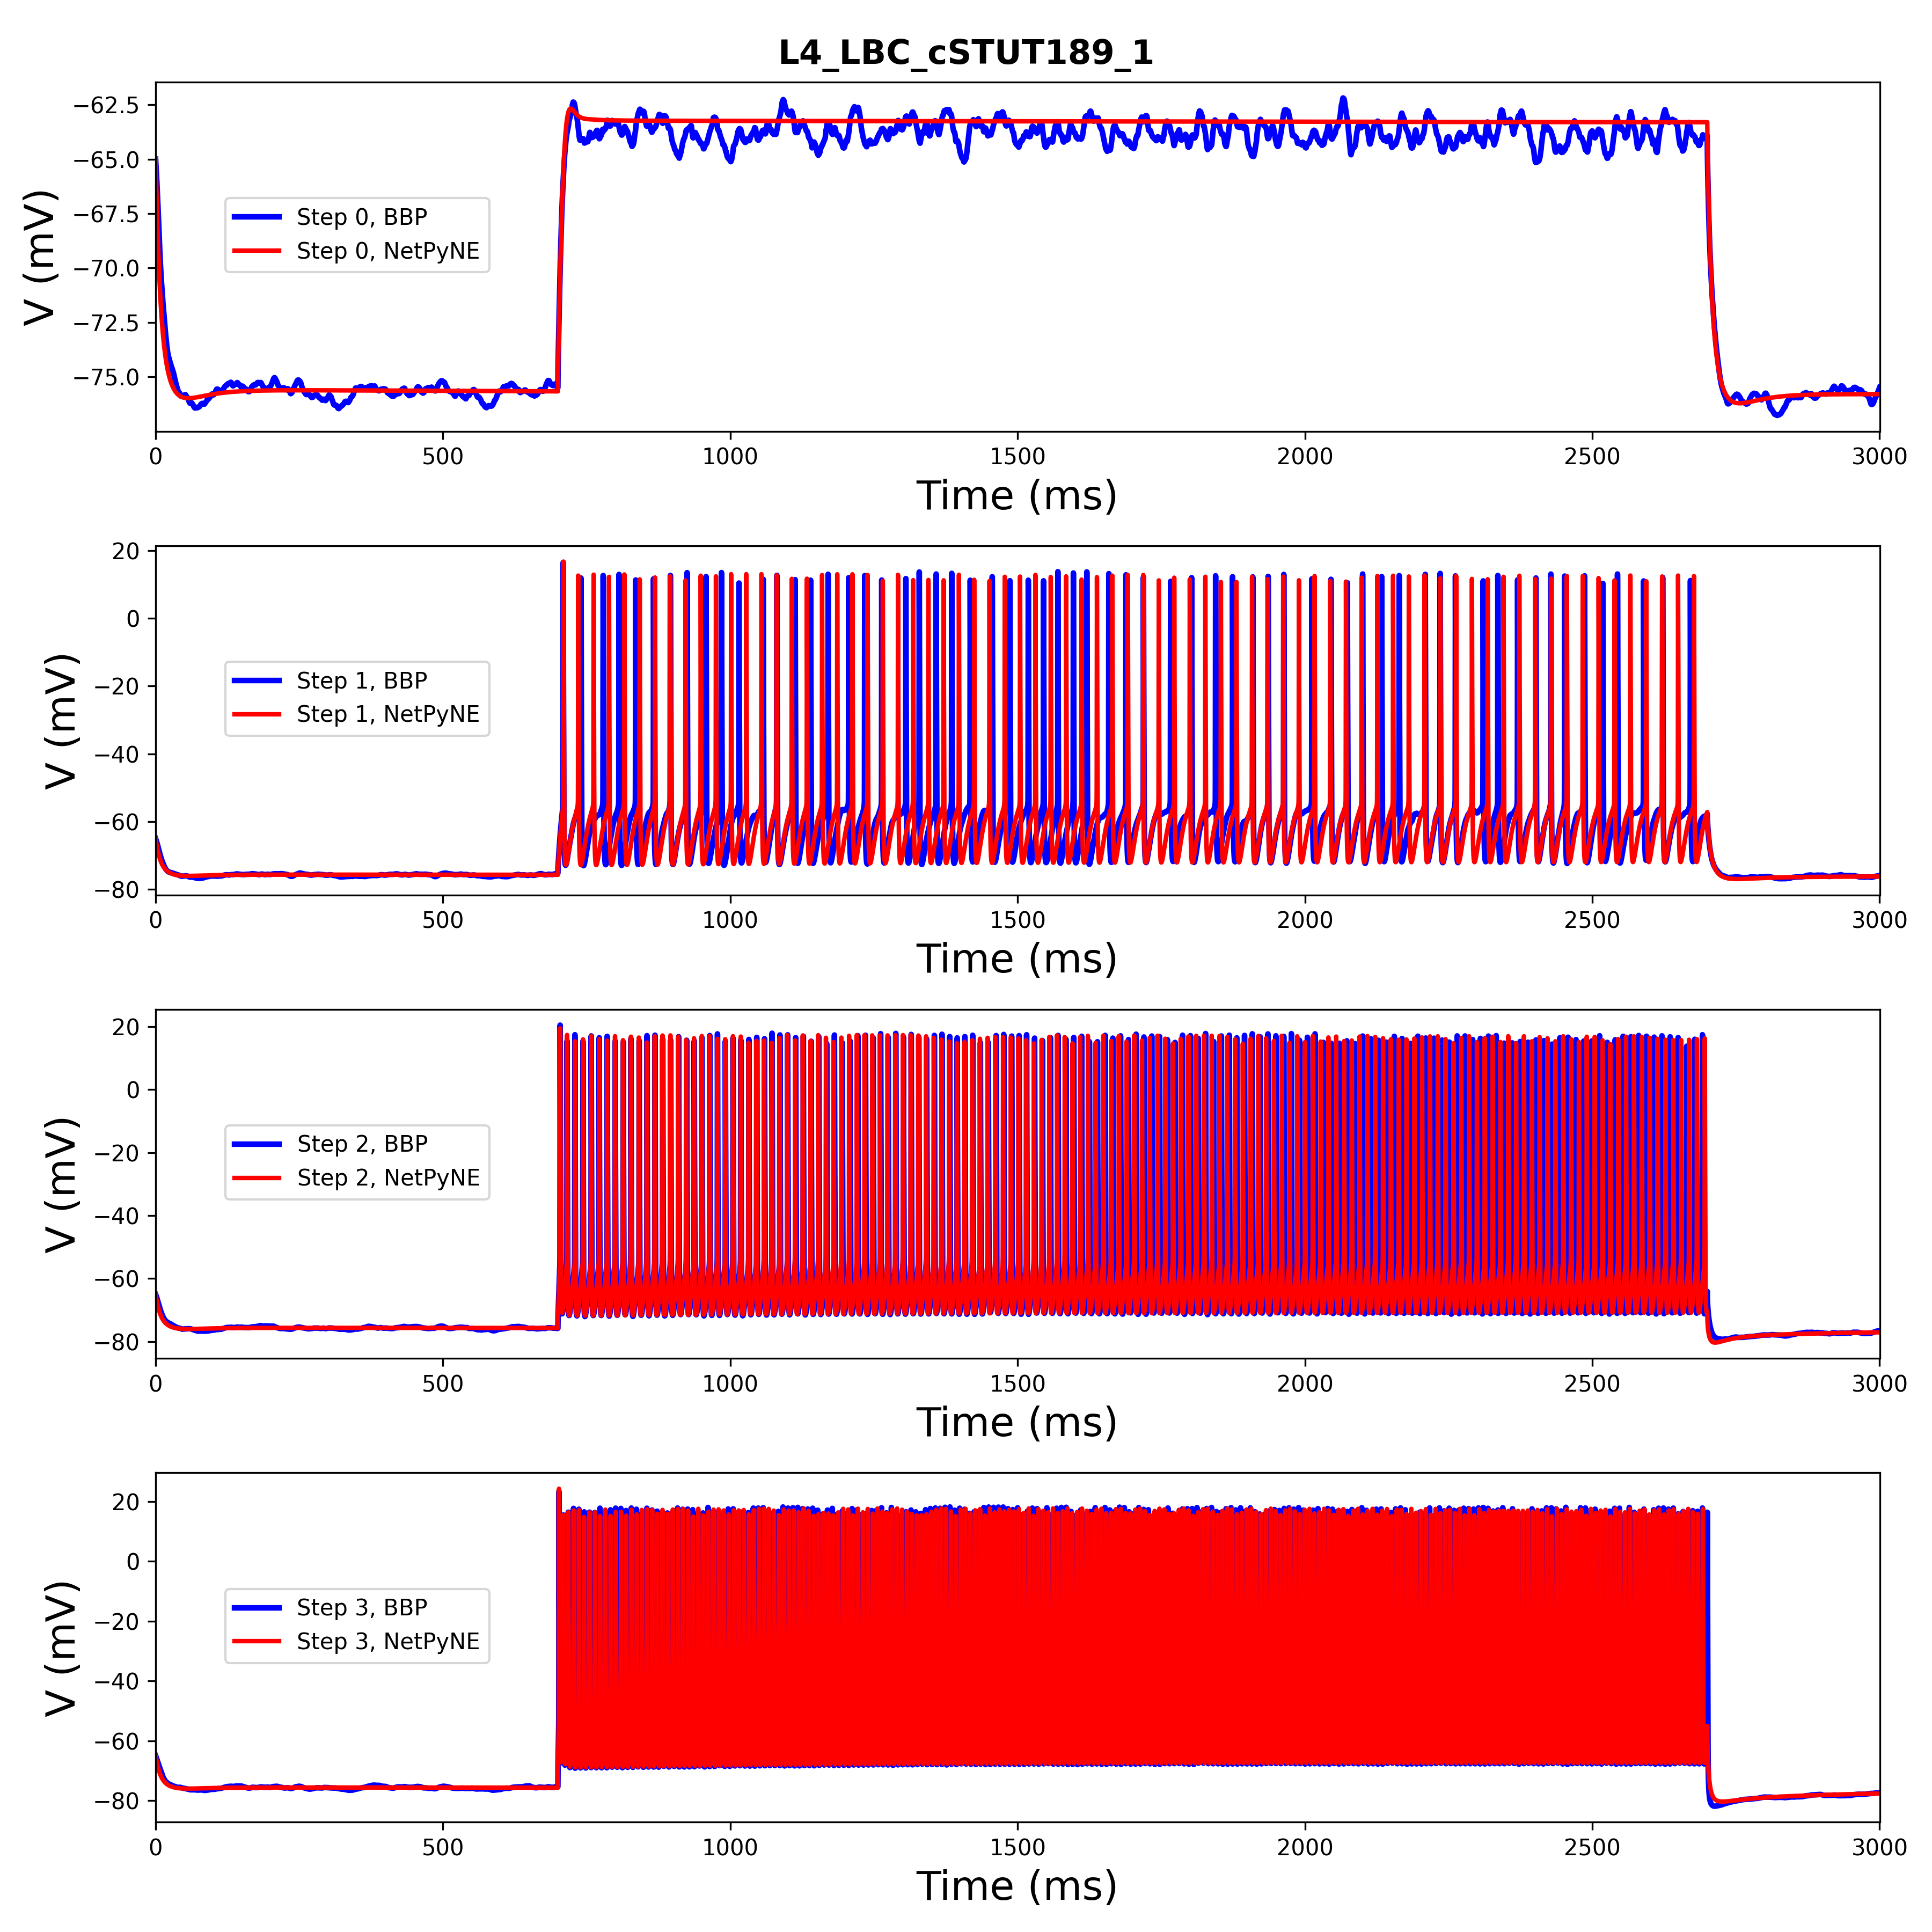 L4_LBC_cSTUT189_1
−62.5
−65.0
−67.5
−70.0
−72.5
−75.0
V (mV)
Step 0, BBP
Step 0, NetPyNE
0 500 1000 1500 2000 2500 3000
Time (ms)
20
0
−20
−40
−60
−80
V (mV)
Step 1, BBP
Step 1, NetPyNE
0 500 1000 1500 2000 2500 3000
Time (ms)
20
0
−20
−40
−60
−80
V (mV)
Step 2, BBP
Step 2, NetPyNE
0 500 1000 1500 2000 2500 3000
Time (ms)
20
0
−20
−40
−60
−80
V (mV)
Step 3, BBP
Step 3, NetPyNE
0 500 1000 1500 2000 2500 3000
Time (ms)